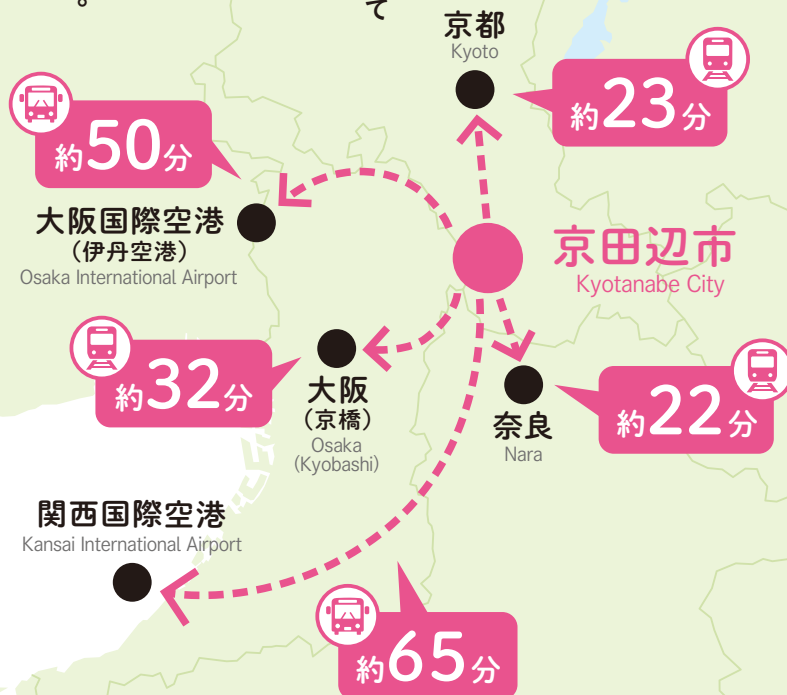 。
て
京都
Kyoto
約23分
約50分
大阪国際空港
（伊丹空港）
Osaka International Airport
京田辺市
Kyotanabe City
約32分
大阪
（京橋）
Osaka
(Kyobashi)
奈良
Nara
約22分
関西国際空港
Kansai International Airport
約65分